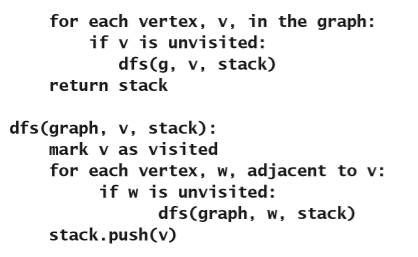 for each vertex, v, in the graph:
if v is unvisited:
dfs(g, v, stack)
return stack
dfs(graph, v, stack):
mark v as visited
for each vertex, w, adjacent to v:
if w is unvisited:
dfs(graph, w, stack)
stack.push(v)